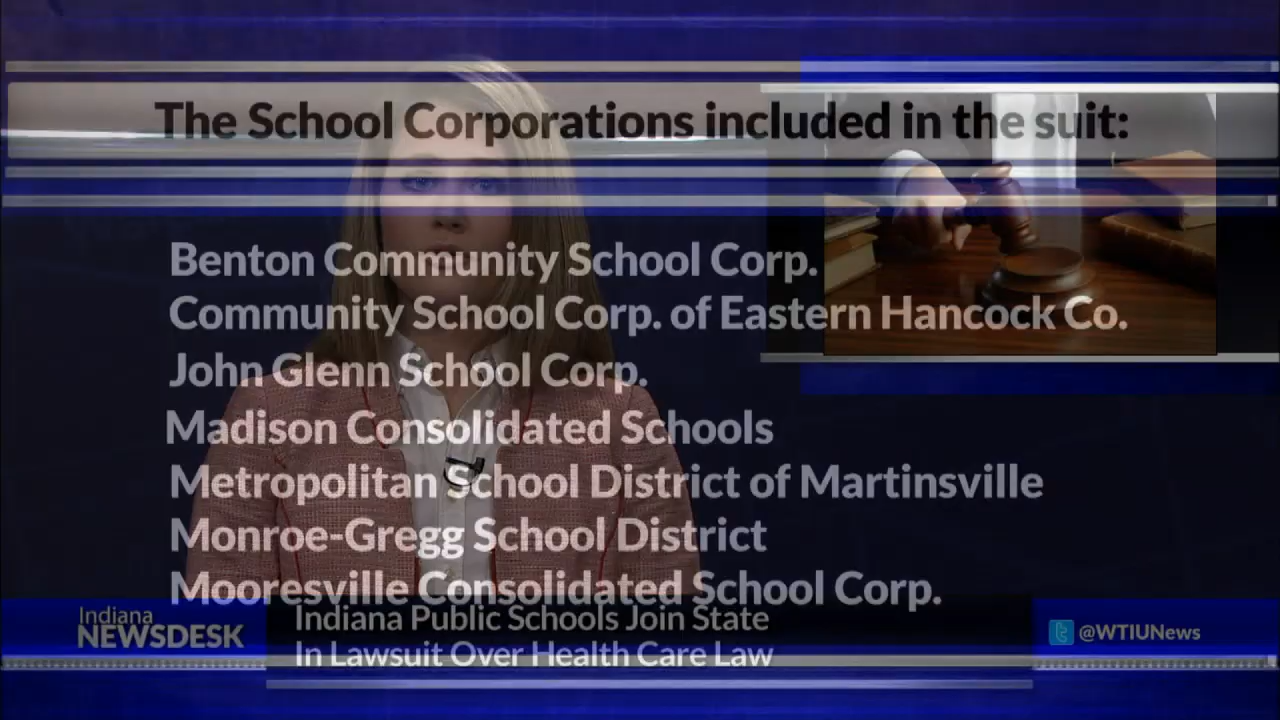 The School Corporations included in the suit:
Benton Community School Corp.
Community School Corp. of Eastern Hancock Co.
John Glenn School Corp.
Madison Consolidated Schools
Metropolitan School District of Martinsville
Monroe-Gregg School District
Mooresville Consolidated School Corp.
Indiana
NEWSDESK
Indiana Public Schools Join State
In Lawsuit Over Health Care Law
@WTIUNews